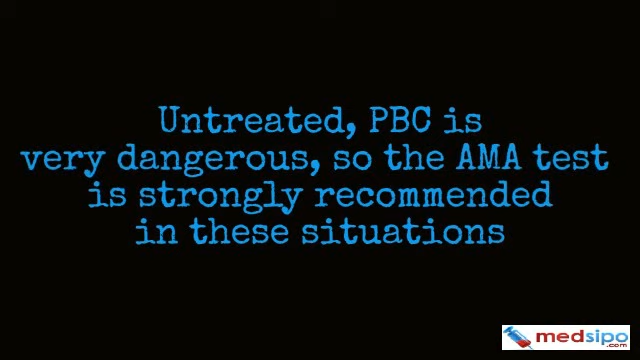 Untreated, PBC is
very dangerous, so the AMA test
is strongly recommended
in these situations
medsipo
.com